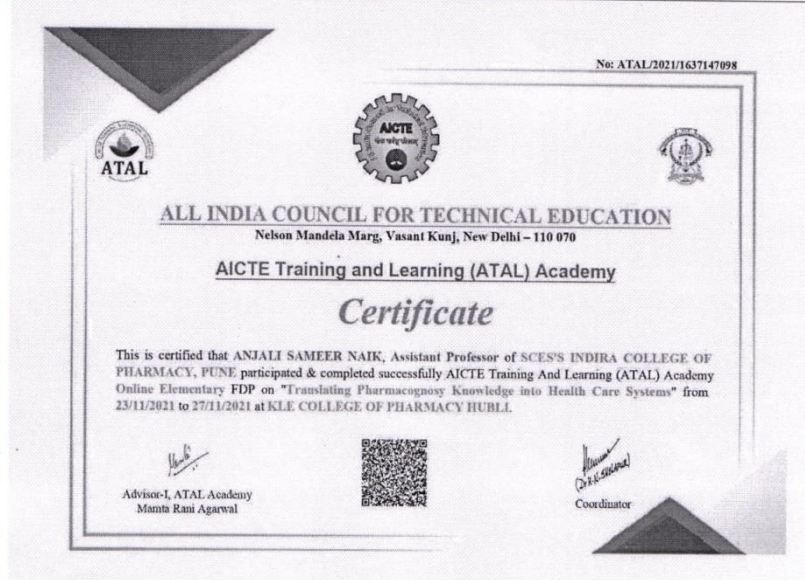 No: ATAL/2021/1637147098
ATAL
AICTE
ALL INDIA COUNCIL FOR TECHNICAL EDUCATION
Nelson Mandela Marg, Vasant Kunj, New Delhi – 110 070
AICTE Training and Learning (ATAL) Academy
Certificate
This is certified that ANJALI SAMEER NAIK, Assistant Professor of SCES'S INDIRA COLLEGE OF
PHARMACY, PUNE participated & completed successfully AICTE Training And Learning (ATAL) Academy
Online Elementary FDP on "Translating Pharmacognosy Knowledge into Health Care Systems" from
23/11/2021 to 27/11/2021 at KLE COLLEGE OF PHARMACY HUBLI.
Advisor-I, ATAL Academy
Mamta Rani Agarwal
Coordinator